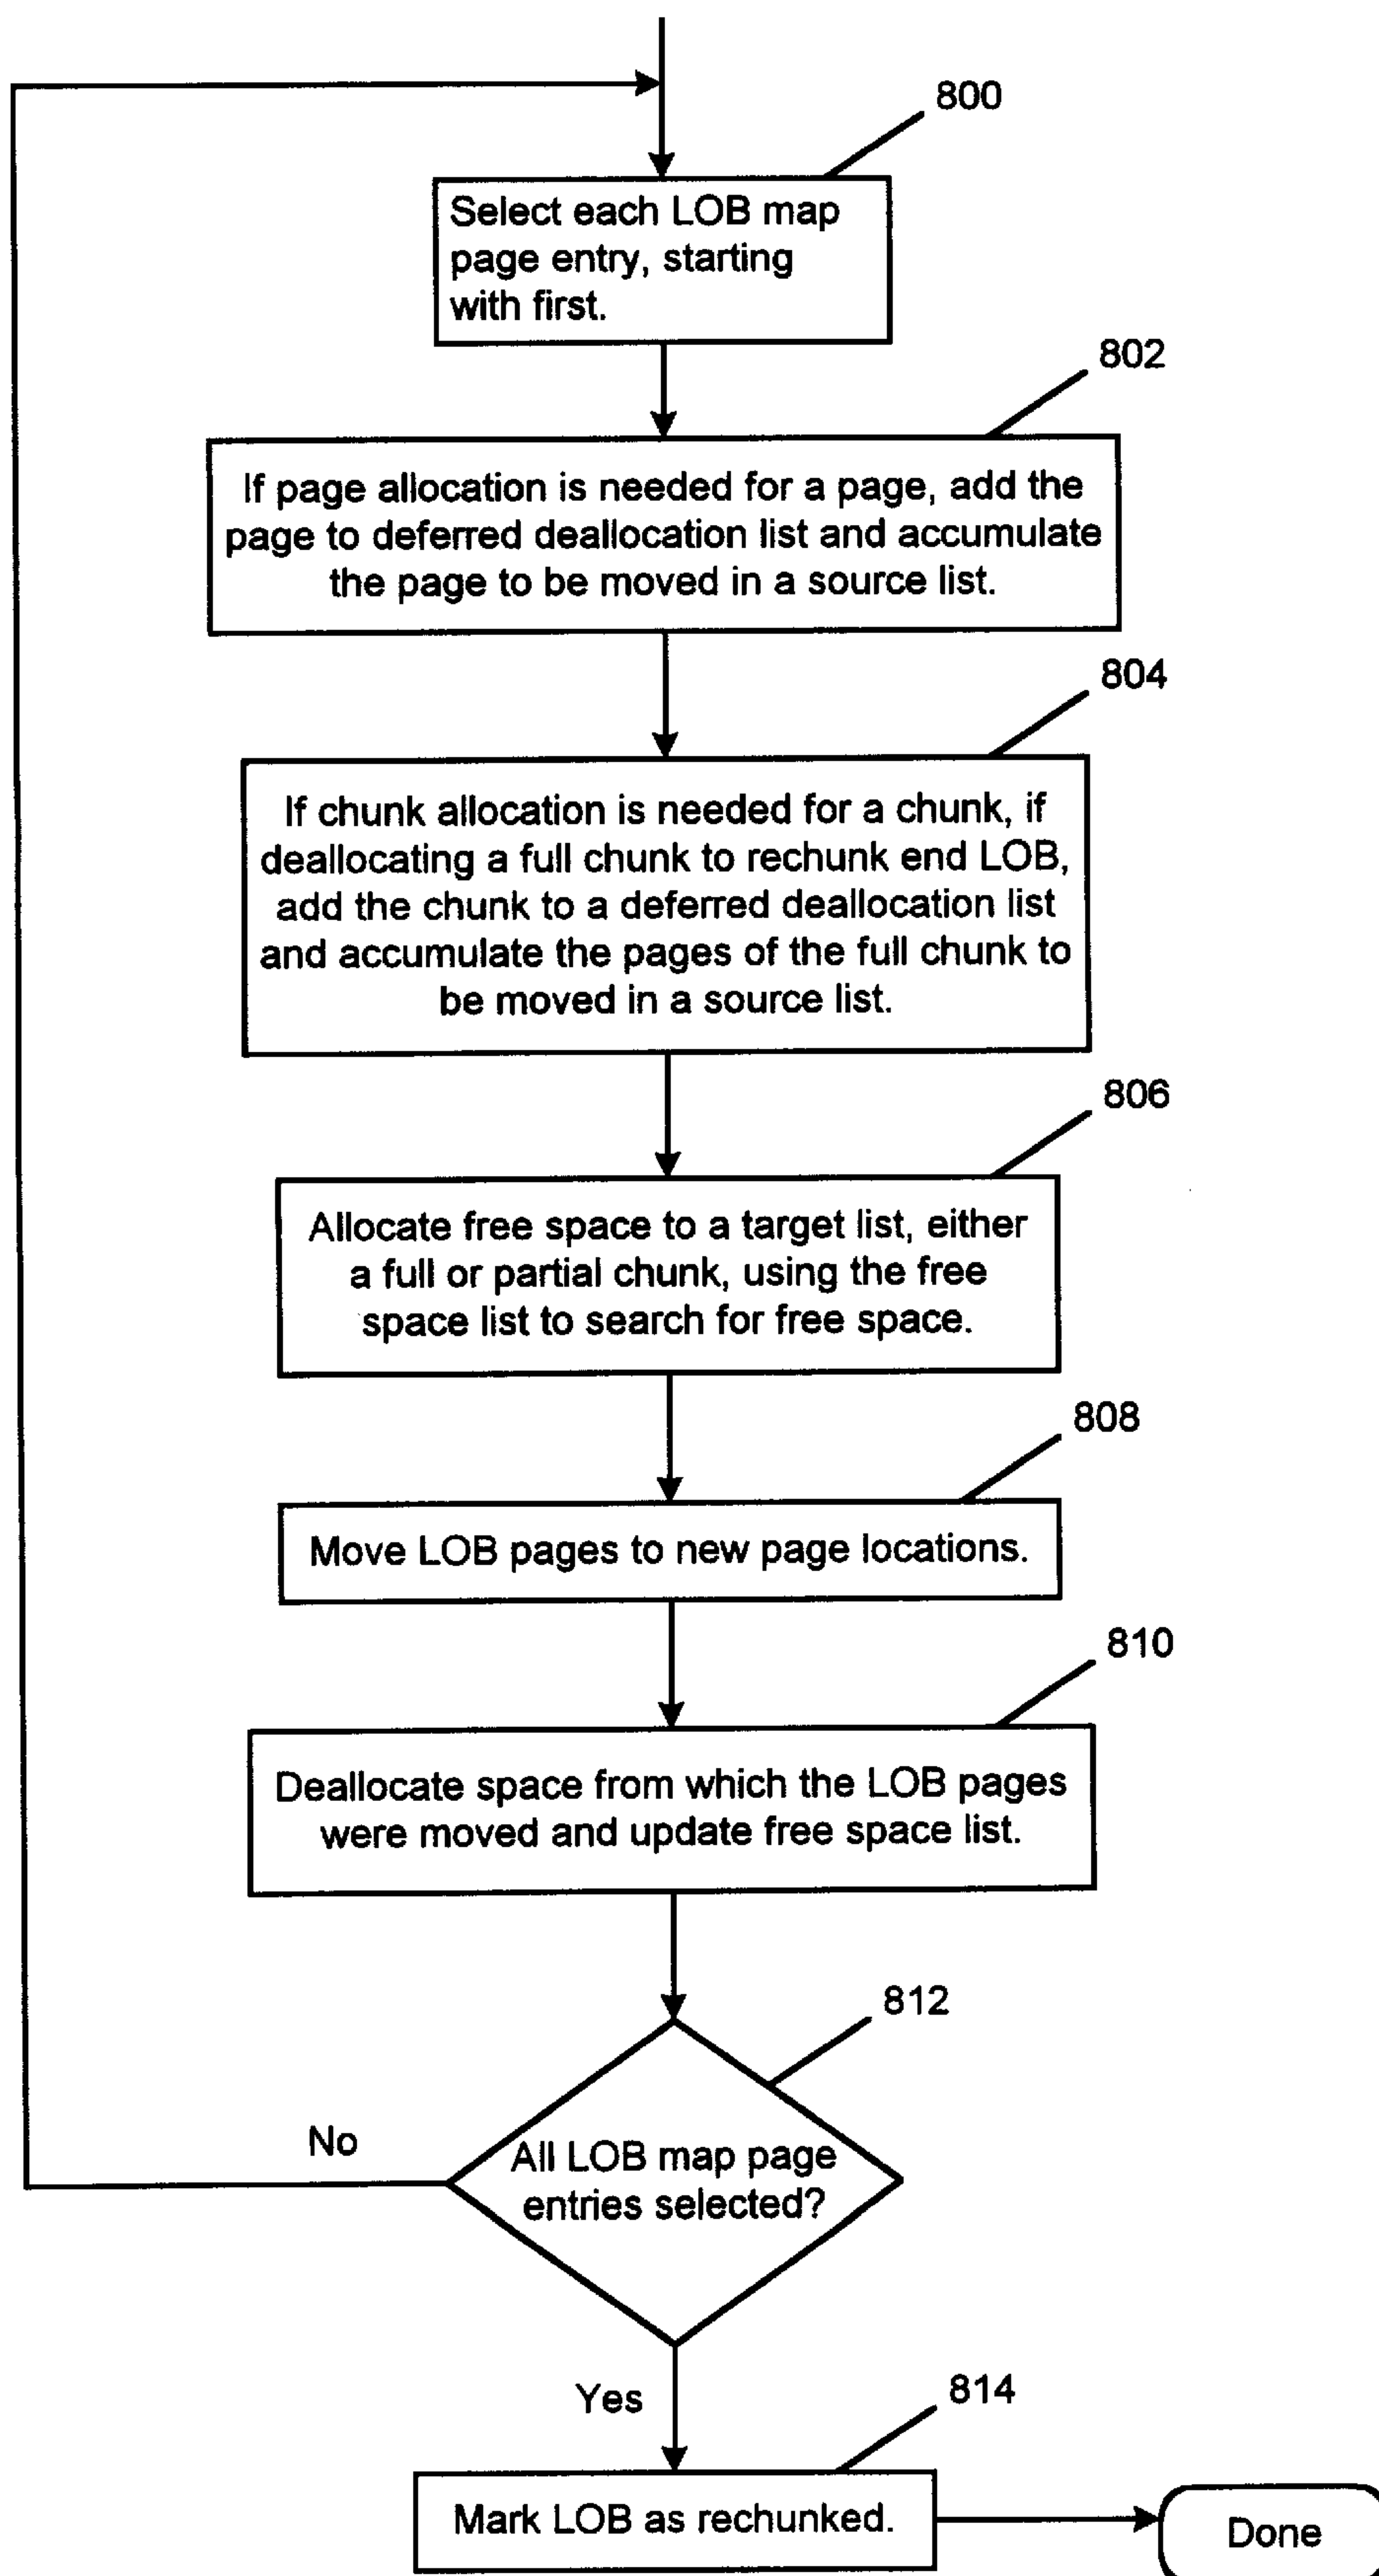 800
Select each LOB map
page entry, starting
with first.
802
If page allocation is needed for a page, add the
page to deferred deallocation list and accumulate
the page to be moved in a source list.
804
If chunk allocation is needed for a chunk, if
deallocating a full chunk to rechunk end LOB,
add the chunk to a deferred deallocation list
and accumulate the pages of the full chunk to
be moved in a source list.
806
Allocate free space to a target list, either
a full or partial chunk, using the free
space list to search for free space.
808
Move LOB pages to new page locations.
810
Deallocate space from which the LOB pages
were moved and update free space list.
812
No
All LOB map page
entries selected?
Yes
814
Mark LOB as rechunked.
Done